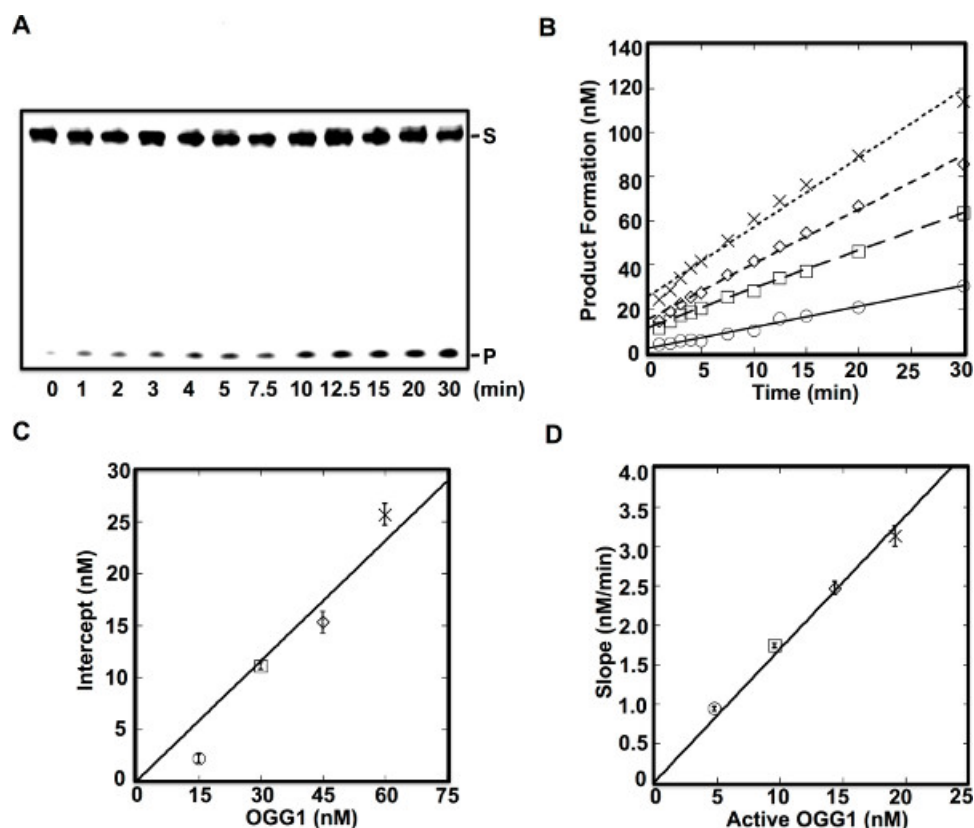 A
S
P
0 1 2 3 4 5 7.5 10 12.5 15 20 30 (min)
B
Product Formation (nM)
140
120
100
80
60
40
20
0
0 5 10 15 20 25 30
Time (min)
C
Intercept (nM)
30
25
20
15
10
5
0
0 15 30 45 60 75
OGG1 (nM)
D
Slope (nM/min)
4.0
3.5
3.0
2.5
2.0
1.5
1.0
0.5
0
0 5 10 15 20 25
Active OGG1 (nM)